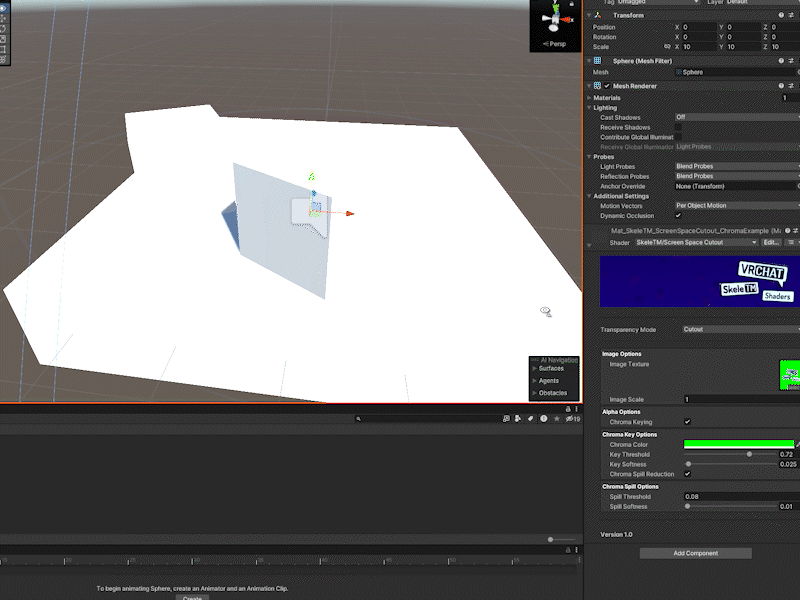 Tag Untagged Layer Default
Transform
Position X 0 Y 0 Z 0
Rotation X 0 Y 0 Z 0
Scale X 10 Y 10 Z 10
Sphere (Mesh Filter)
Mesh Sphere
Mesh Renderer
Materials 1
Lighting
Cast Shadows Off
Receive Shadows
Contribute Global Illuminat
Receive Global Illumination Light Probes
Probes
Light Probes Blend Probes
Reflection Probes Blend Probes
Anchor Override None (Transform)
Additional Settings
Motion Vectors Per Object Motion
Dynamic Occlusion
Mat_SkeleTM_ScreenSpaceCutout_ChromaExample (M
Shader SkeleTM/Screen Space Cutout Edit...
VRCHAT
SkeleTM
Shaders
Transparency Mode Cutout
Image Options
Image Texture
Image Scale 1
Alpha Options
Chroma Keying
Chroma Key Options
Chroma Color
Key Threshold 0.72
Key Softness 0.025
Chroma Spill Reduction
Spill Options
Spill Threshold 0.08
Spill Softness 0.01
Version 1.0
Add Component
Persp
AI Navigation
Surfaces
Agents
Obstacles
19
To begin animating Sphere, create an Animator and an Animation Clip.
Create